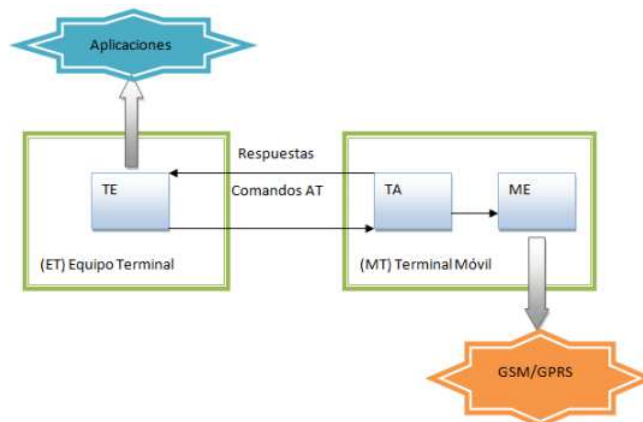 Aplicaciones
Respuestas
TE
Comandos AT
TA
ME
(ET) Equipo Terminal
(MT) Terminal Móvil
GSM/GPRS